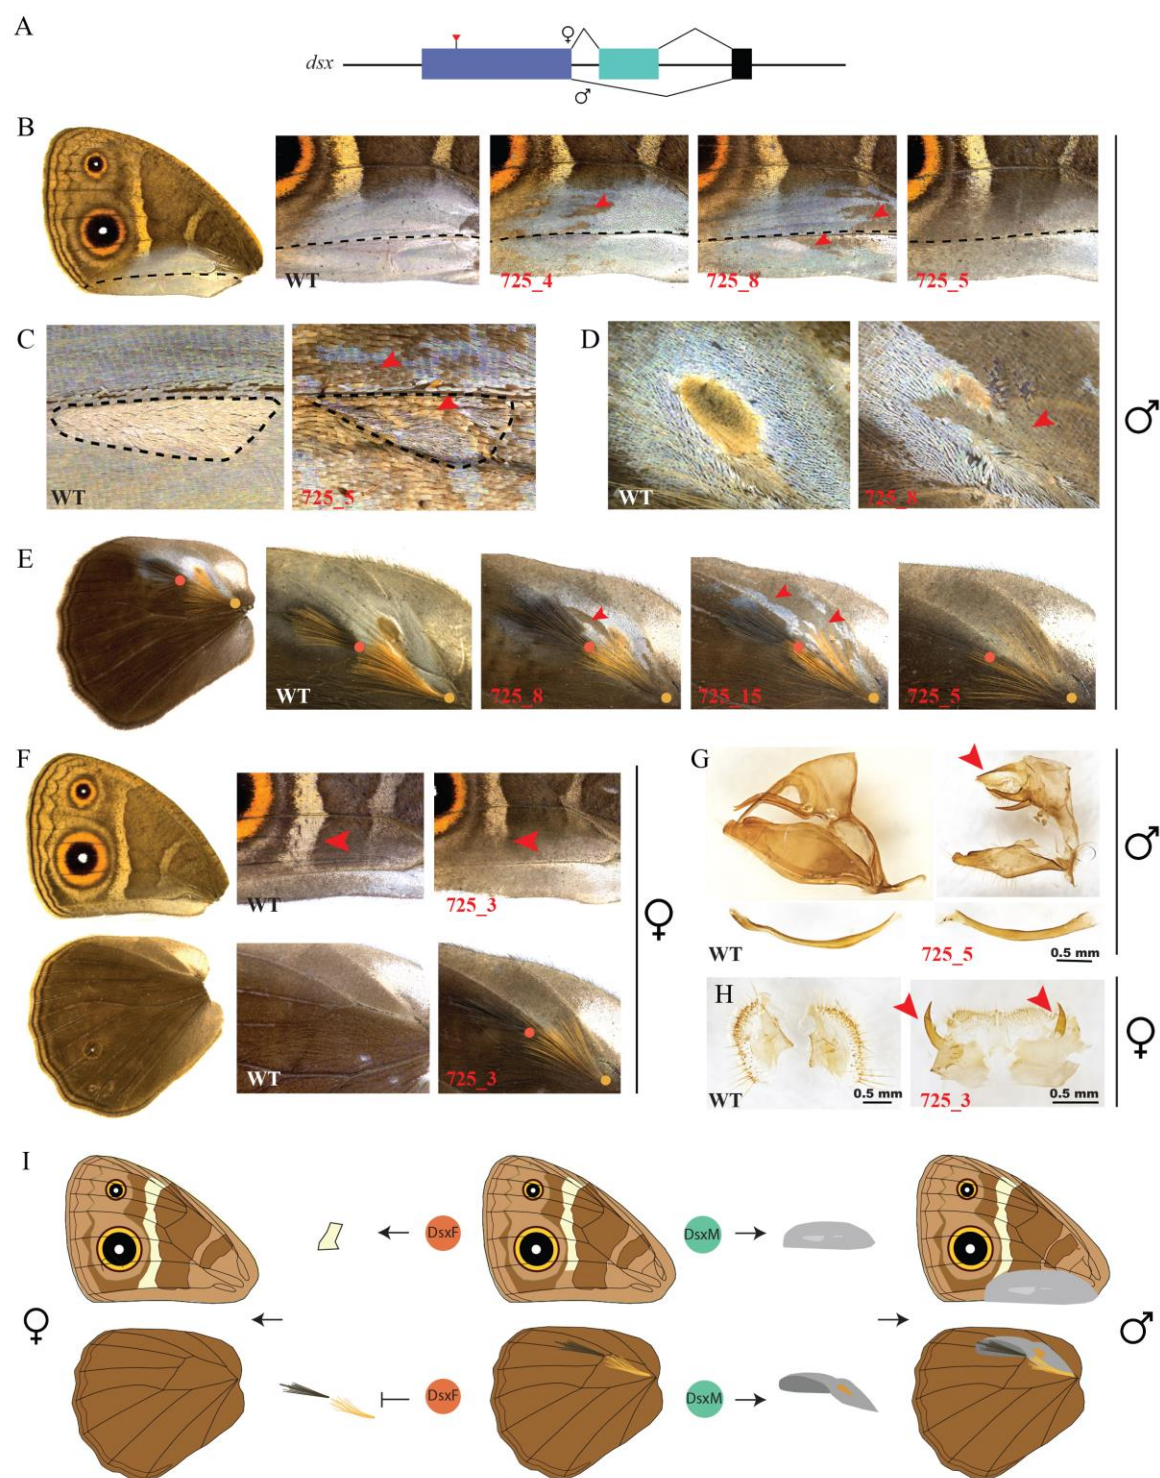 A
dsx
♀
♂
B
WT
725_4
725_8
725_5
C
WT
725_5
D
WT
725_8
♂
E
WT
725_8
725_15
725_5
F
WT
725_3
WT
725_3
♀
G
WT
725_5
0.5 mm
♂
H
WT
0.5 mm
725_3
0.5 mm
♀
I
DsxF
DsxM
♀
♂
DsxF
DsxM